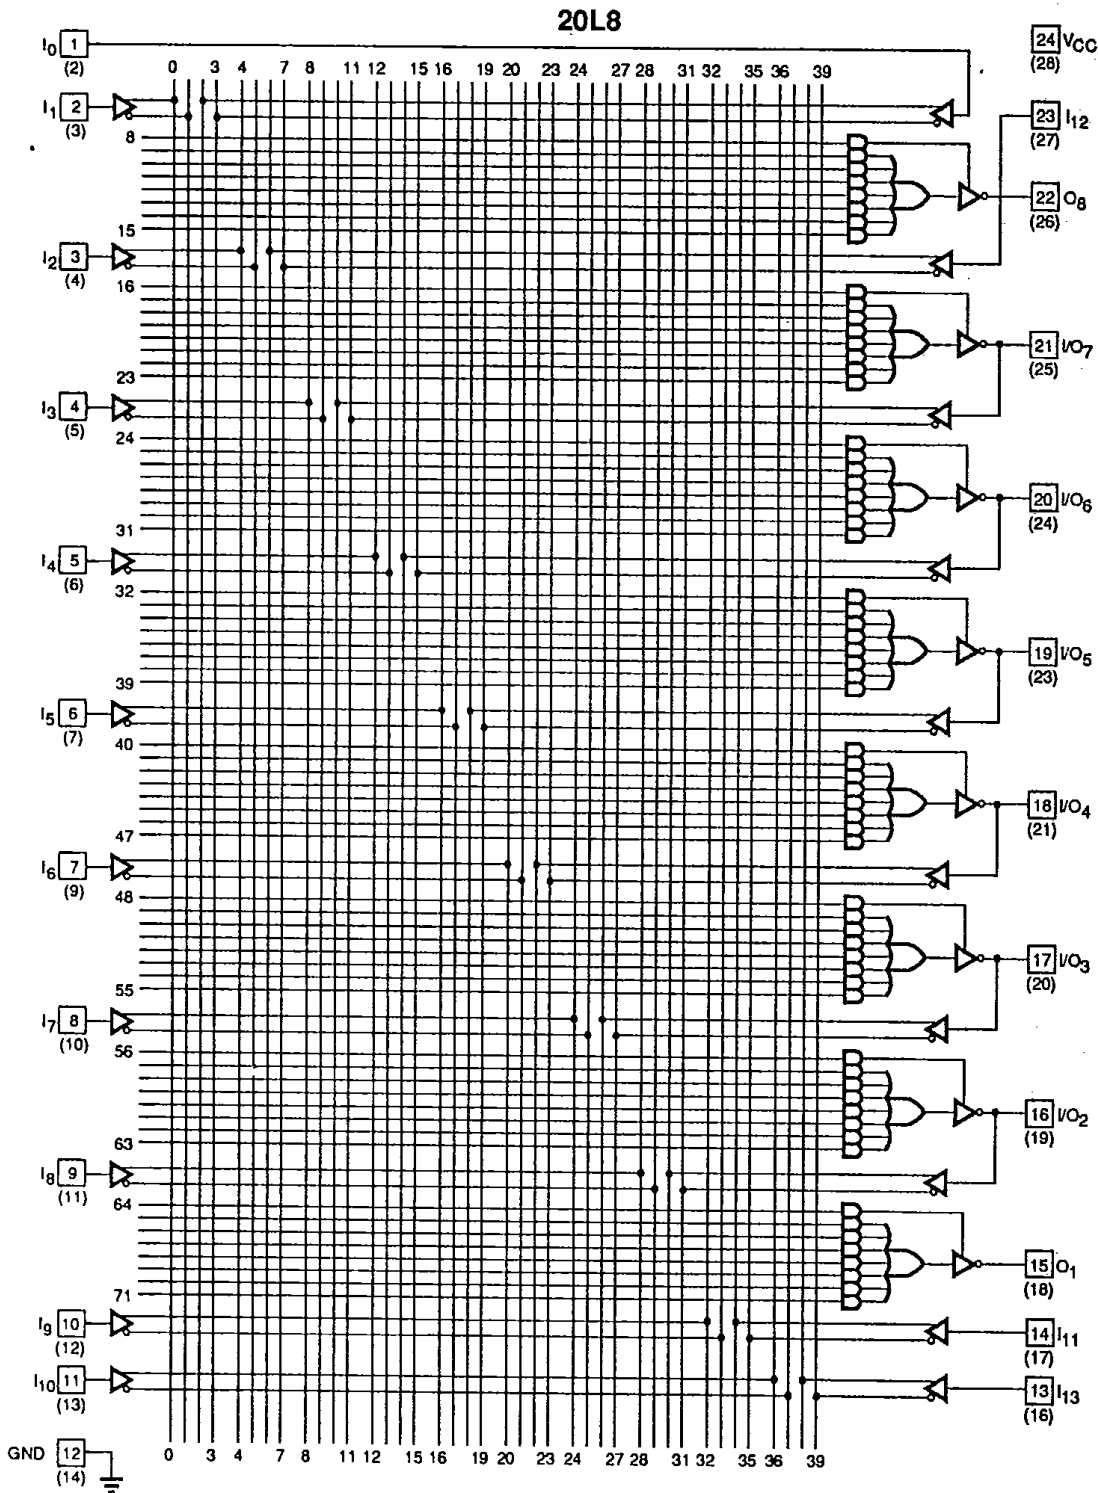 20L8
I0 1 (2)
24 VCC (28)
0 3 4 7 8 11 12 15 16 19 20 23 24 27 28 31 32 35 36 39
I1 2 (3)
23 I12 (27)
8
22 O8 (26)
15
I2 3 (4)
16
21 I/O7 (25)
23
I3 4 (5)
24
20 I/O6 (24)
31
I4 5 (6)
32
19 I/O5 (23)
39
I5 6 (7)
40
18 I/O4 (21)
47
I6 7 (9)
48
17 I/O3 (20)
55
I7 8 (10)
56
16 I/O2 (19)
63
I8 9 (11)
64
15 O1 (18)
71
I9 10 (12)
14 I11 (17)
I10 11 (13)
13 I13 (16)
GND 12 (14)
0 3 4 7 8 11 12 15 16 19 20 23 24 27 28 31 32 35 36 39